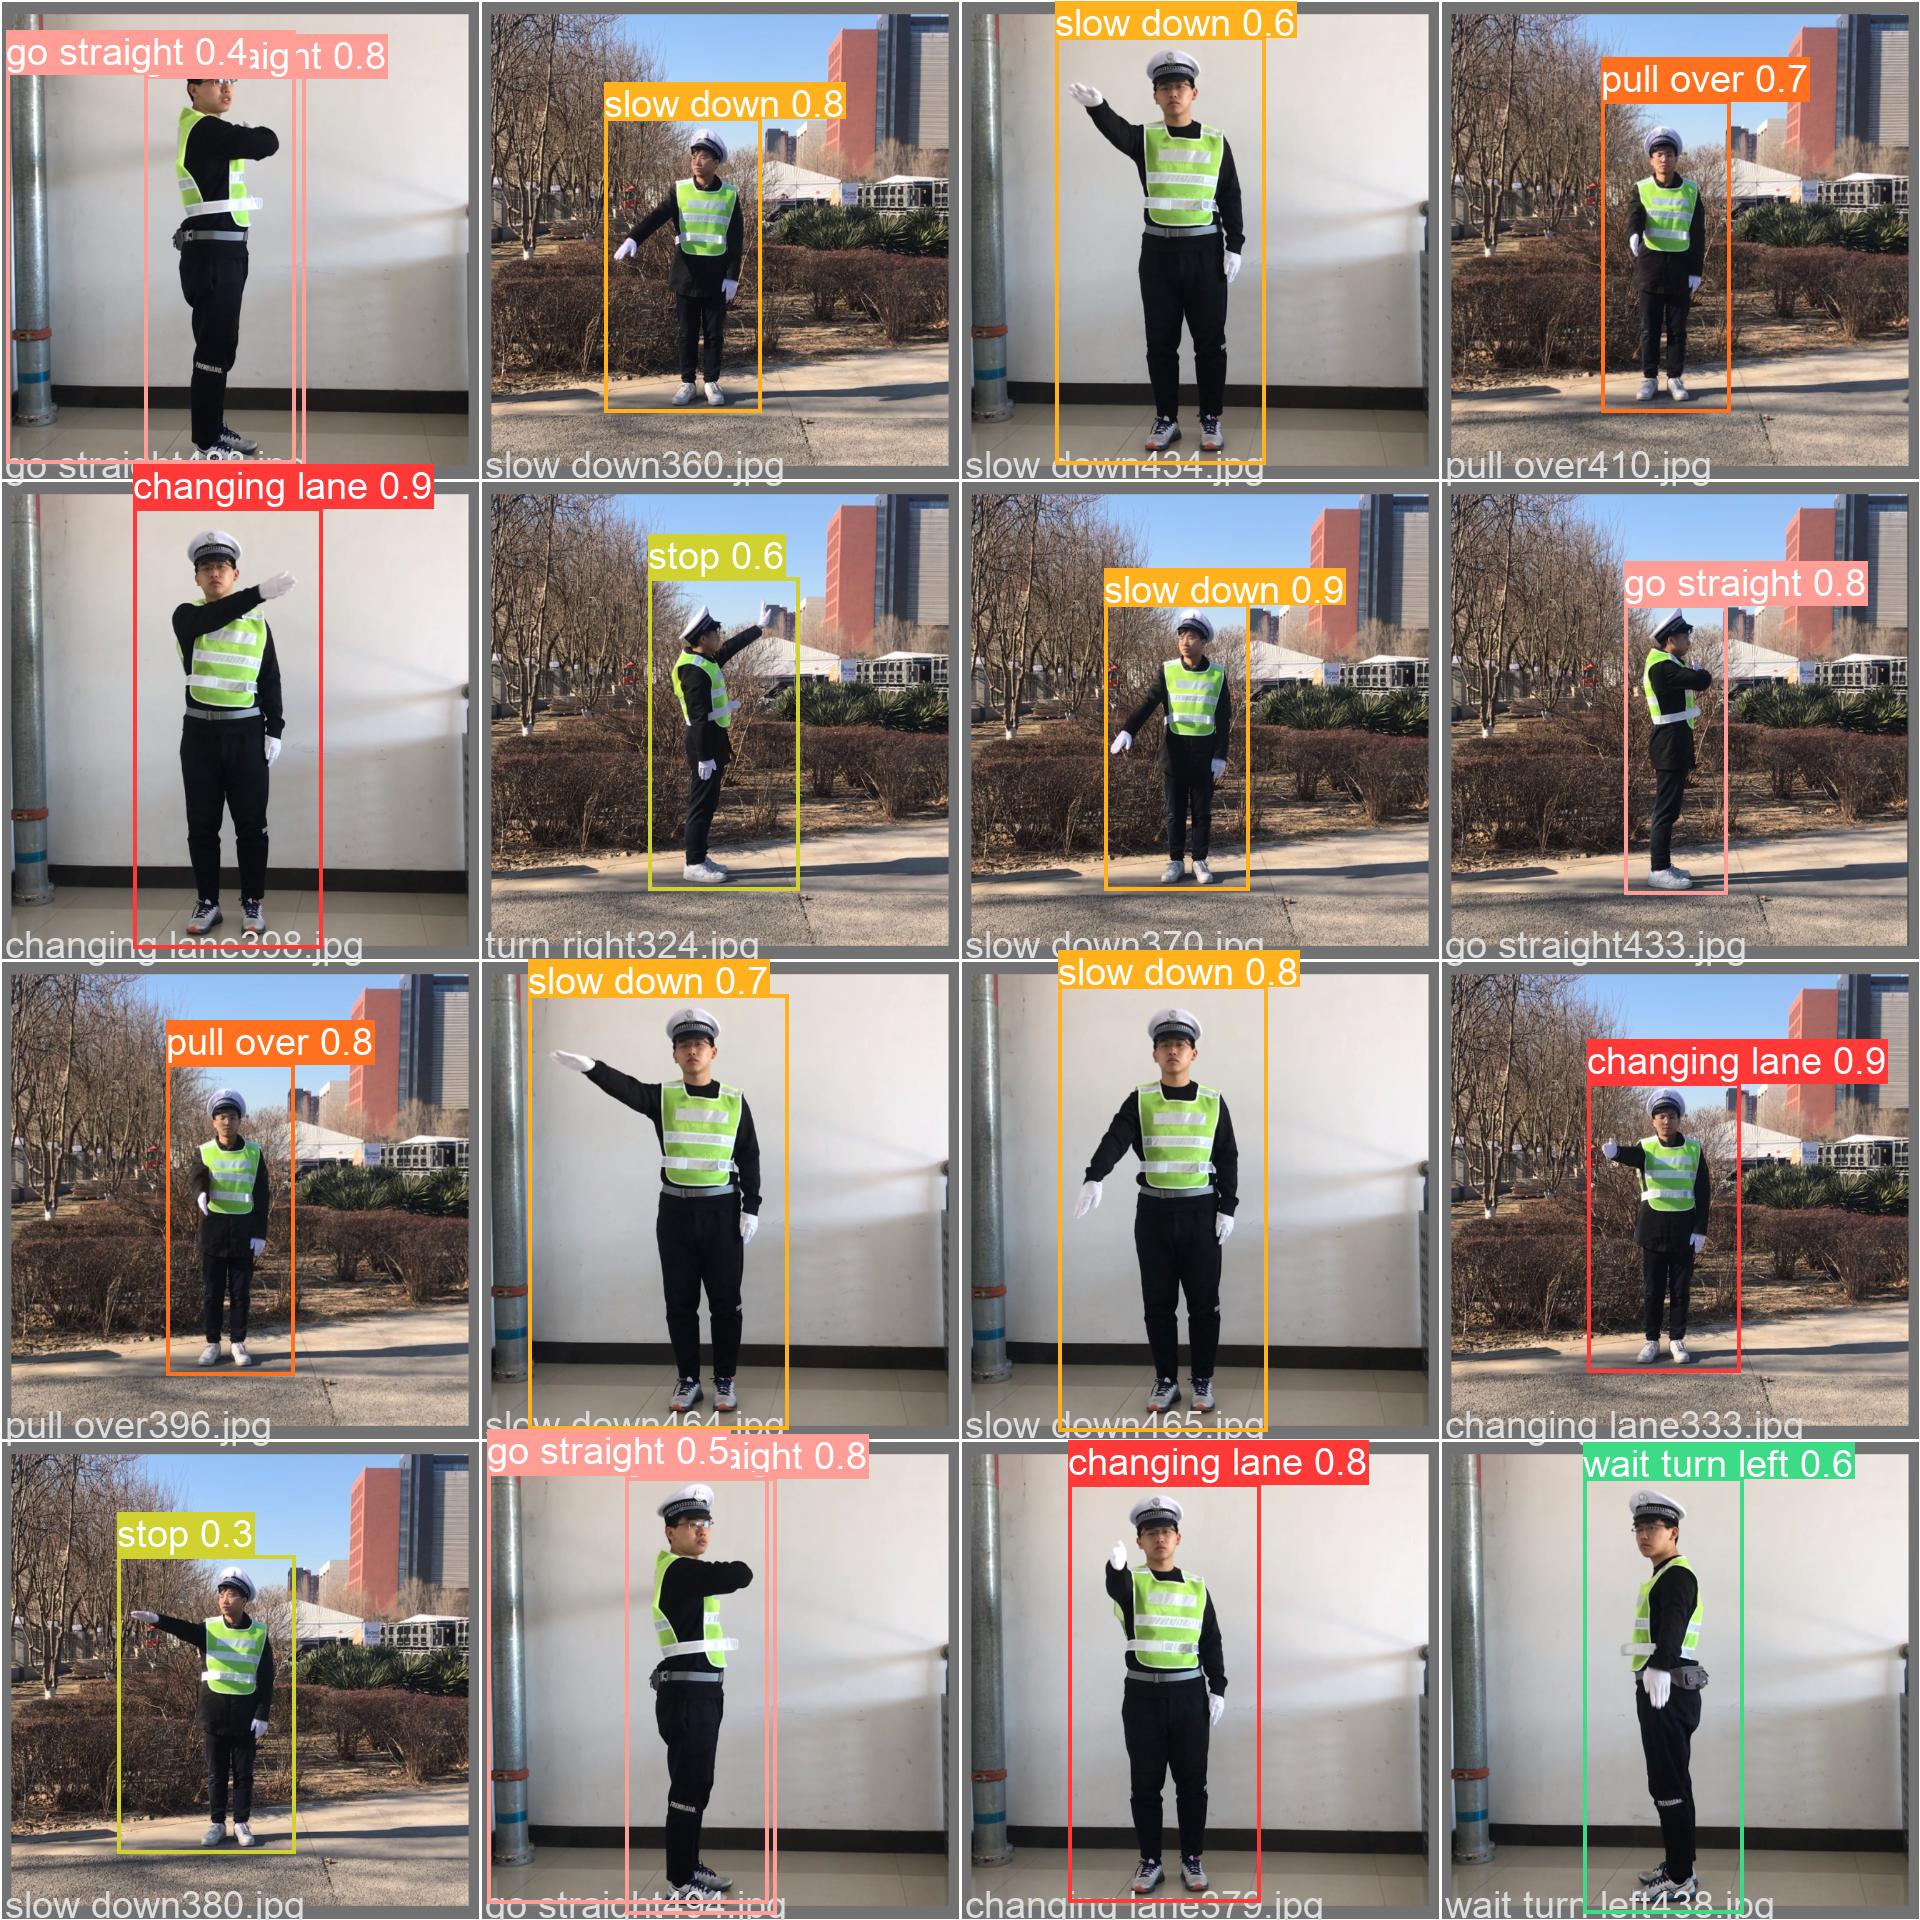 go straight 0.4
aight 0.8
slow down 0.8
slow down 0.6
pull over 0.7
slow down360.jpg
slow down434.jpg
pull over410.jpg
changing lane 0.9
stop 0.6
slow down 0.9
go straight 0.8
changing lane398.jpg
turn right324.jpg
slow down370.jpg
go straight433.jpg
pull over 0.8
slow down 0.7
slow down 0.8
changing lane 0.9
pull over396.jpg
slow down464.jpg
slow down465.jpg
changing lane333.jpg
stop 0.3
go straight 0.5
aight 0.8
changing lane 0.8
wait turn left 0.6
slow down380.jpg
go straight494.jpg
changing lane379.jpg
wait turn left438.jpg